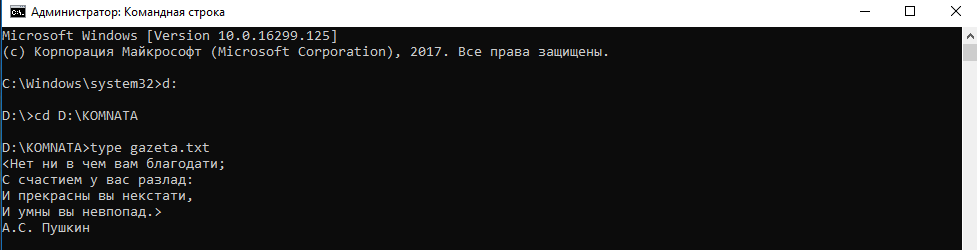 Администратор: Командная строка
Microsoft Windows [Version 10.0.16299.125]
(с) Корпорация Майкрософт (Microsoft Corporation), 2017. Все права защищены.
C:\Windows\system32>d:
D:\>cd D:\KOMNATA
D:\KOMNATA>type gazeta.txt
<Нет ни в чем вам благодати;
С счастием у вас разлад:
И прекрасны вы некстати,
И умны вы невпопад.>
А.С. Пушкин